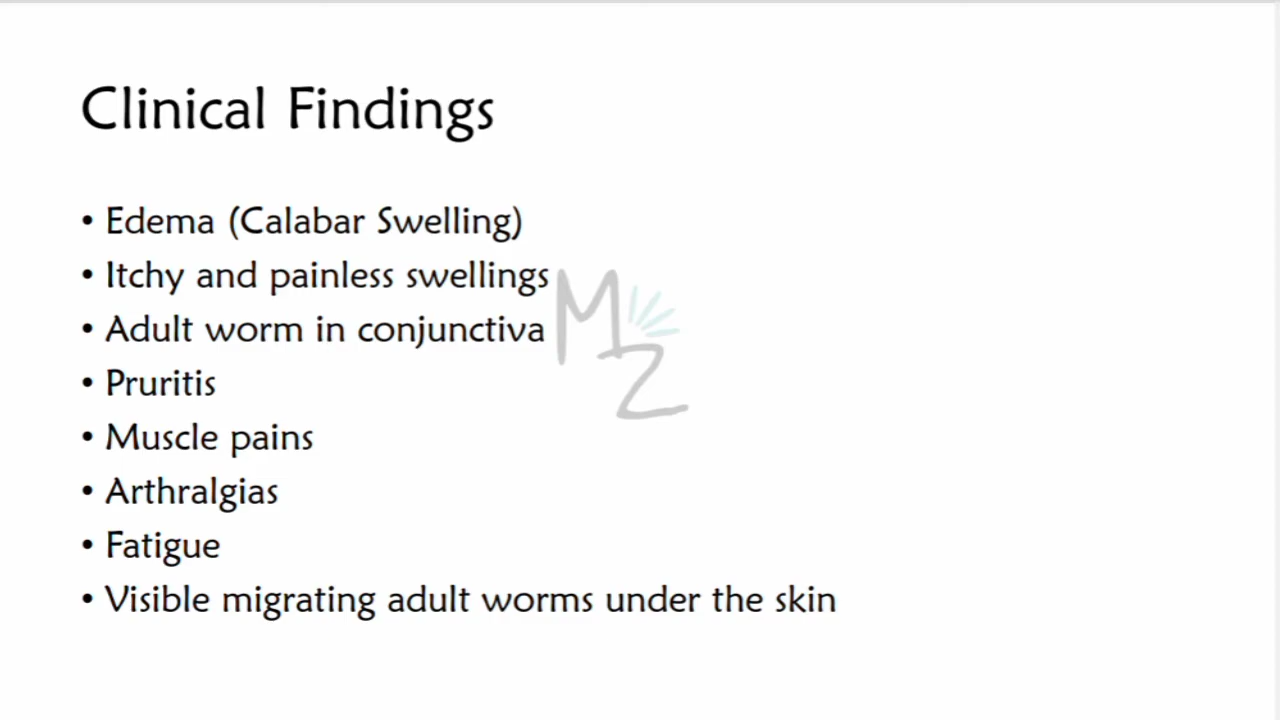 Clinical Findings
• Edema (Calabar Swelling)
• Itchy and painless swellings
• Adult worm in conjunctiva
• Pruritis
• Muscle pains
• Arthralgias
• Fatigue
• Visible migrating adult worms under the skin
MZ